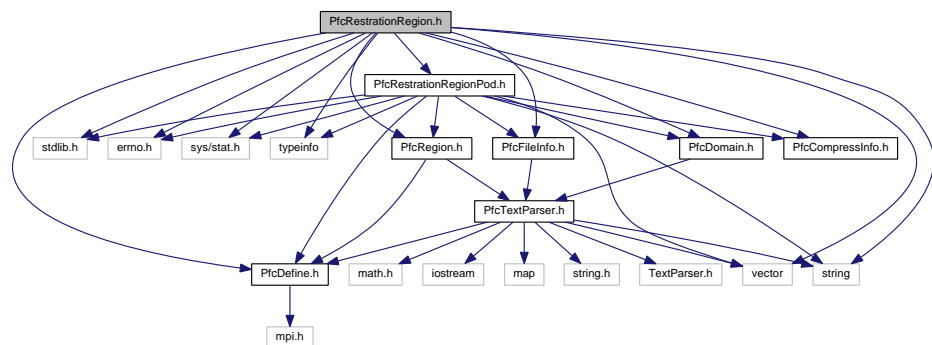 PfcRestrationRegion.h
PfcRestrationRegionPod.h
stdlib.h
errno.h
sys/stat.h
typeinfo
PfcRegion.h
PfcFileInfo.h
PfcDomain.h
PfcCompressInfo.h
PfcTextParser.h
PfcDefine.h
math.h
iostream
map
string.h
TextParser.h
vector
string
mpi.h